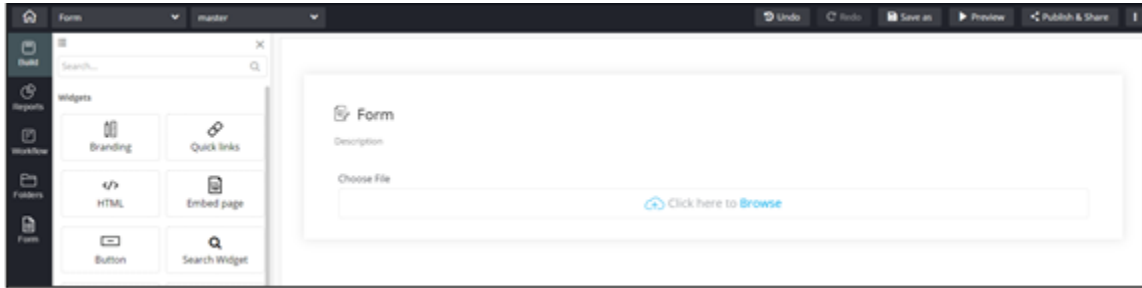 Form master Undo Redo Save as Preview Publish & Share
Build
Reports
Workflow
Folders
Form
Search...
Widgets
Branding Quick links
HTML Embed page
Button Search Widget
Form
Description
Choose File
Click here to Browse